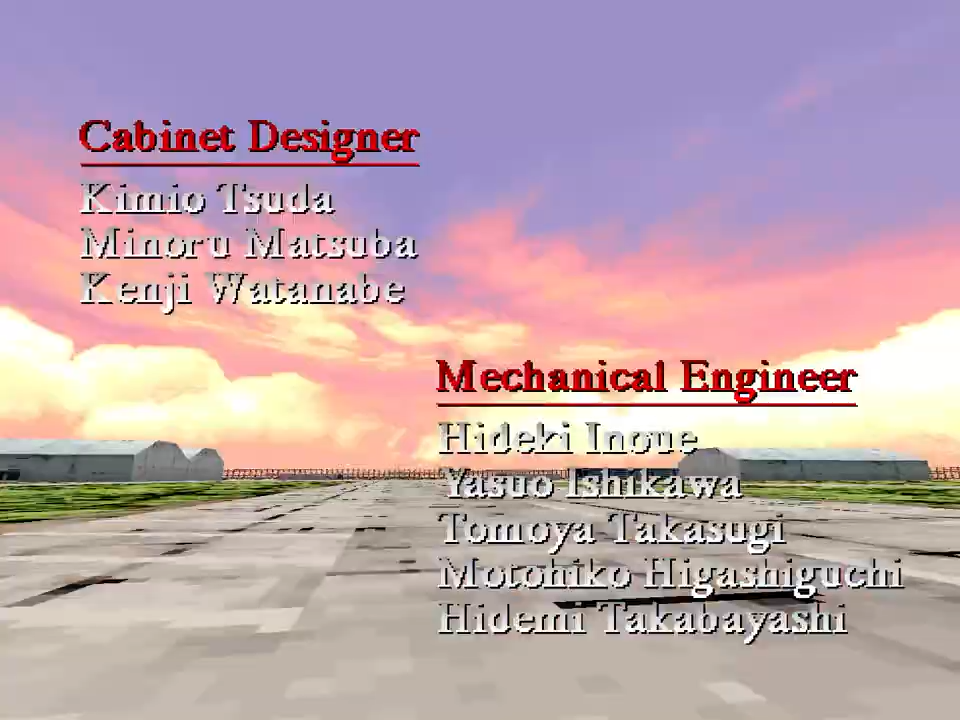 Cabinet Designer
Kimio Tsuda
Minoru Matsuba
Kenji Watanabe
Mechanical Engineer
Hideki Inoue
Yasuo Ishikawa
Tomoya Takasugi
Motohiko Higashiguchi
Hidemi Takabayashi